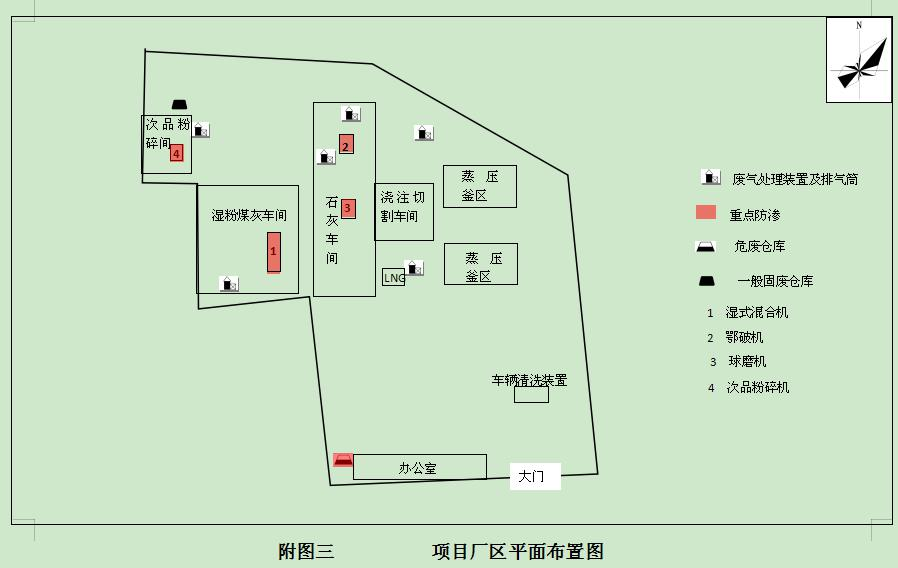 N
次品粉
碎间
4
2
3
石
灰
车
间
湿粉煤灰车间
1
浇注切
割车间
蒸 压
釜区
蒸 压
釜区
LNG
车辆清洗装置
办公室
大门
废气处理装置及排气筒
重点防渗
危废仓库
一般固废仓库
1 湿式混合机
2 鄂破机
3 球磨机
4 次品粉碎机
附图三 项目厂区平面布置图